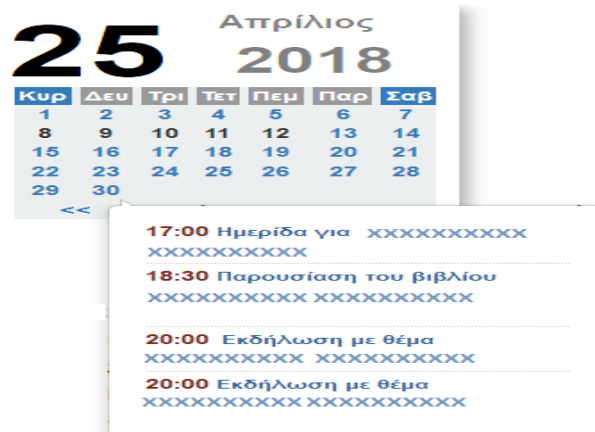 25 Απρίλιος
2018
Κυρ Δευ Τρι Τετ Πεμ Παρ Σαβ
1 2 3 4 5 6 7
8 9 10 11 12 13 14
15 16 17 18 19 20 21
22 23 24 25 26 27 28
29 30
<<
17:00 Ημερίδα για xxxxxxxxxx
xxxxxxxxxx
18:30 Παρουσίαση του βιβλίου
xxxxxxxxxx xxxxxxxxxx
20:00 Εκδήλωση με θέμα
xxxxxxxxxx xxxxxxxxxx
20:00 Εκδήλωση με θέμα
xxxxxxxxxx xxxxxxxxxx